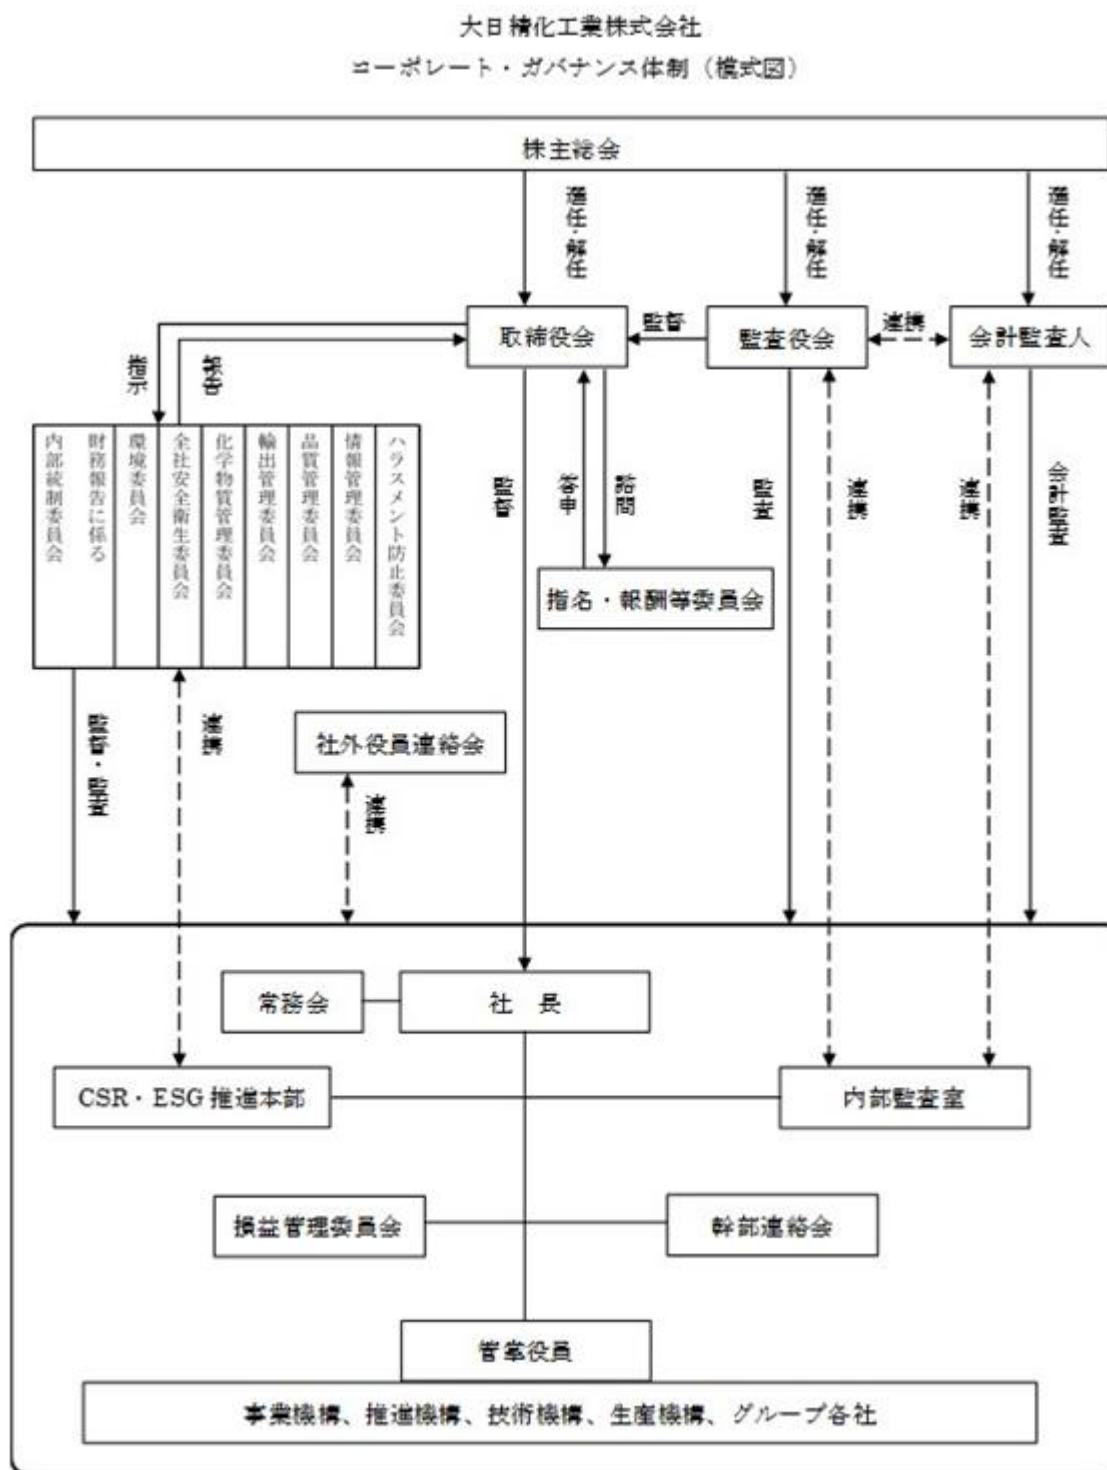 大日精化工業株式会社
コーポレート・ガバナンス体制（模式図）
株主総会
選任・解任
選任・解任
選任・解任
取締役会
監督
監査役会
連携
会計監査人
指示
報告
財務報告に係る
内部統制委員会
環境委員会
全社安全衛生委員会
化学物質管理委員会
輸出管理委員会
品質管理委員会
情報管理委員会
ハラスメント防止委員会
監督
答申
諮問
監査
連携
連携
会計監査
指名・報酬等委員会
監督・監査
連携
社外役員連絡会
連携
常務会
社　長
CSR・ESG推進本部
内部監査室
損益管理委員会
幹部連絡会
管掌役員
事業機構、推進機構、技術機構、生産機構、グループ各社